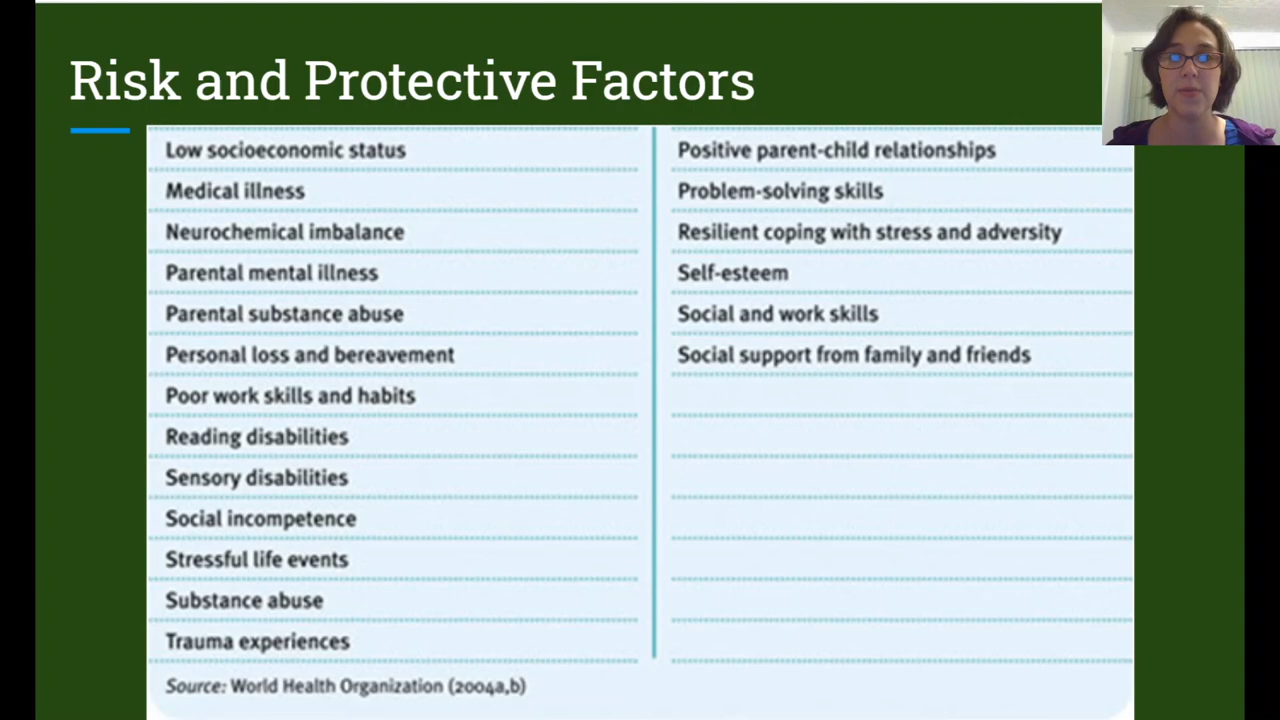 Risk and Protective Factors
Low socioeconomic status
Medical illness
Neurochemical imbalance
Parental mental illness
Parental substance abuse
Personal loss and bereavement
Poor work skills and habits
Reading disabilities
Sensory disabilities
Social incompetence
Stressful life events
Substance abuse
Trauma experiences
Positive parent-child relationships
Problem-solving skills
Resilient coping with stress and adversity
Self-esteem
Social and work skills
Social support from family and friends
Source: World Health Organization (2004a,b)